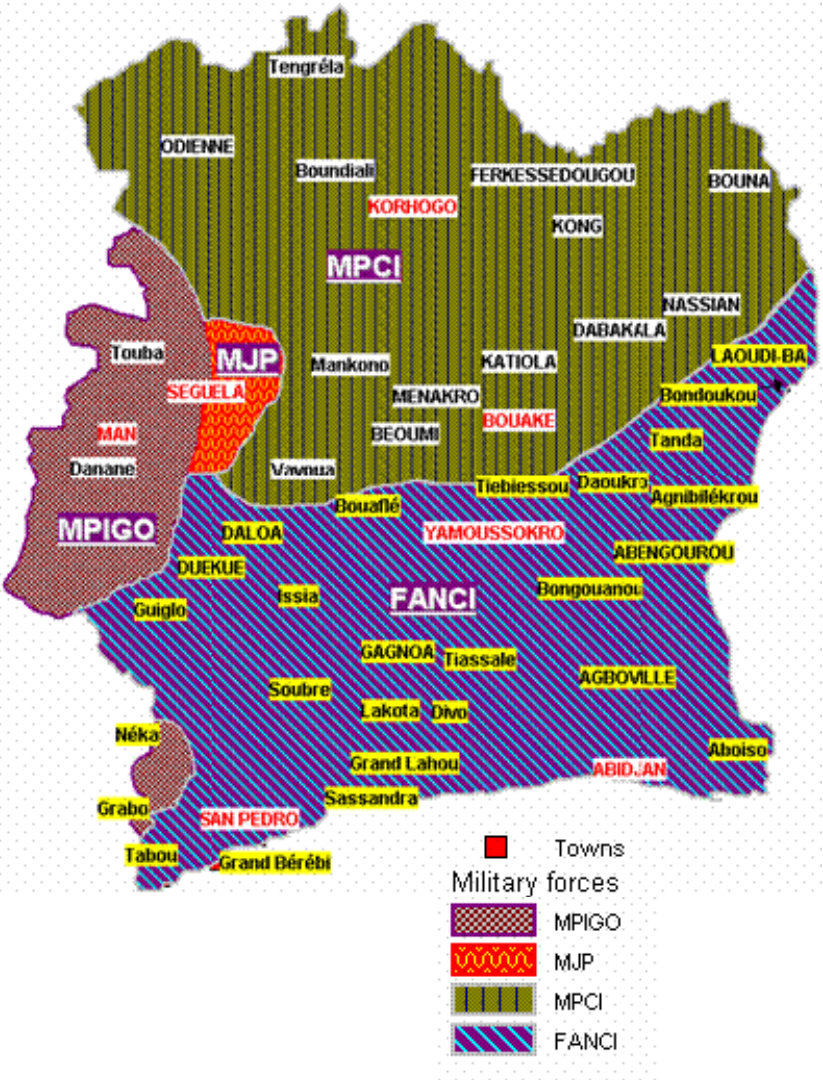 Tengréla
ODIENNE
Boundiali
FERKESSEDOUGOU
BOUNA
KORHOGO
KONG
MPCI
NASSIAN
DABAKALA
Touba
MJP
Mankono
KATIOLA
LAOUDI-BA
SEGUELA
MENAKRO
Bondoukou
MAN
BEOUMI
BOUAKE
Tanda
Danane
Vavoua
Tiebiessou
Daoukro
Agnibilékrou
Bouaflé
MPIGO
DALOA
YAMOUSSOKRO
ABENGOUROU
DUEKUE
Guiglo
Issia
FANCI
Bongouanou
GAGNOA
Tiassale
AGBOVILLE
Soubre
Lakota
Divo
Néka
Grand Lahou
ABIDJAN
Aboiso
Grabo
SAN PEDRO
Sassandra
Tabou
Grand Bérébi
Towns
Military forces
MPIGO
MJP
MPCI
FANCI